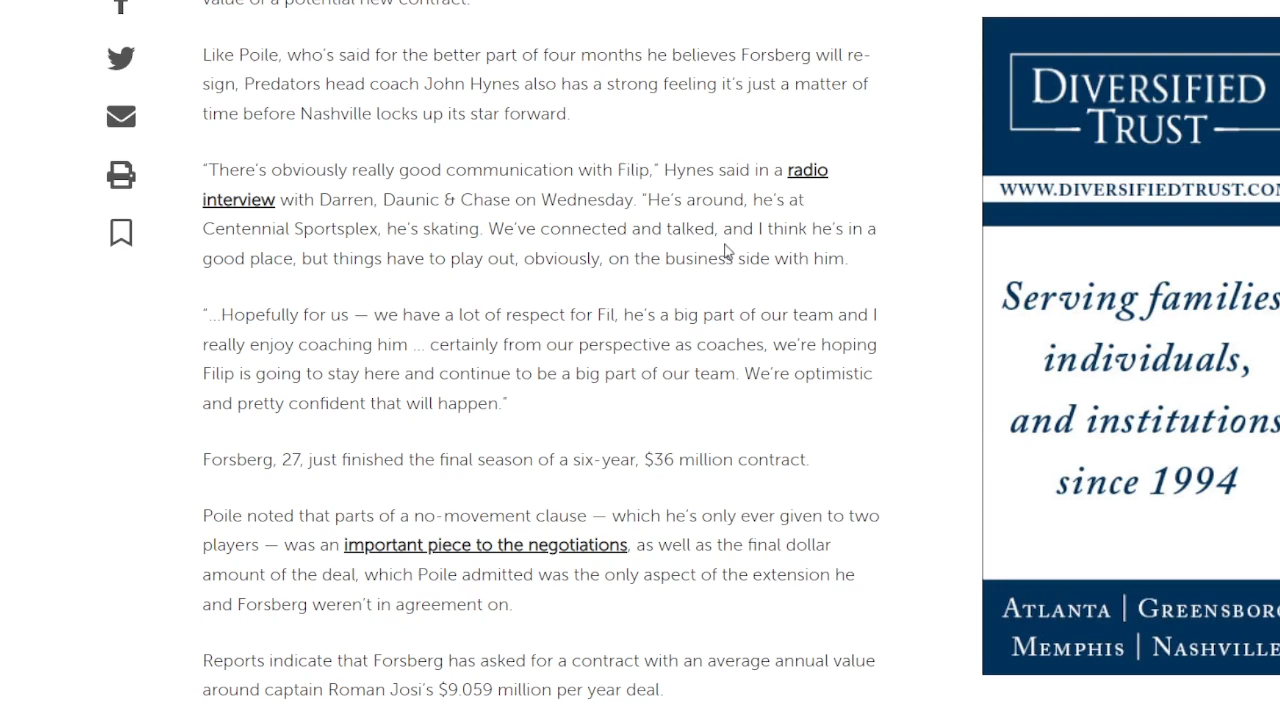 value of a potential new contract.
Like Poile, who's said for the better part of four months he believes Forsberg will re-
sign, Predators head coach John Hynes also has a strong feeling it's just a matter of
time before Nashville locks up its star forward.
“There's obviously really good communication with Filip,” Hynes said in a radio
interview with Darren, Daunic & Chase on Wednesday. “He's around, he's at
Centennial Sportsplex, he's skating. We've connected and talked, and I think he's in a
good place, but things have to play out, obviously, on the business side with him.
“…Hopefully for us — we have a lot of respect for Fil, he's a big part of our team and I
really enjoy coaching him … certainly from our perspective as coaches, we're hoping
Filip is going to stay here and continue to be a big part of our team. We're optimistic
and pretty confident that will happen.”
Forsberg, 27, just finished the final season of a six-year, $36 million contract.
Poile noted that parts of a no-movement clause — which he's only ever given to two
players — was an important piece to the negotiations, as well as the final dollar
amount of the deal, which Poile admitted was the only aspect of the extension he
and Forsberg weren't in agreement on.
Reports indicate that Forsberg has asked for a contract with an average annual value
around captain Roman Josi's $9.059 million per year deal.
DIVERSIFIED
TRUST
WWW.DIVERSIFIEDTRUST.CO
Serving families
individuals,
and institutions
since 1994
ATLANTA | GREENSBORO
MEMPHIS | NASHVILLE